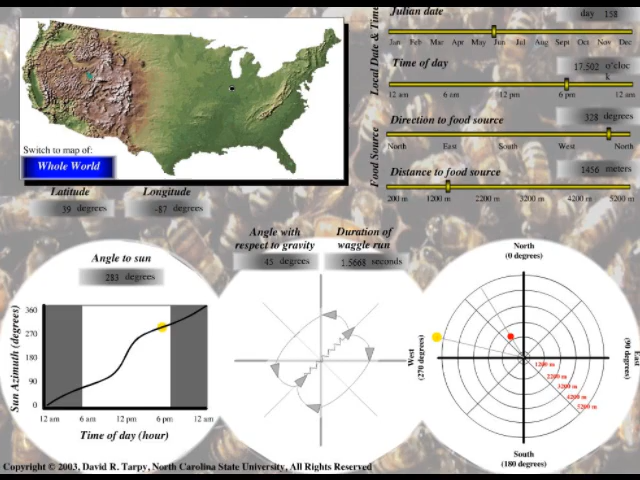 Julian date
day 158
Jan Feb Mar Apr May Jun Jul Aug Sept Oct Nov Dec
Local Date & Time
Time of day
17.502 o'cloc
k
12 am 6 am 12 pm 6 pm 12 am
Direction to food source
328 degrees
North East South West North
Food Source
Distance to food source
1456 meters
200 m 1200 m 2200 m 3200 m 4200 m 5200 m
Switch to map of:
Whole World
Latitude Longitude
39 degrees -87 degrees
Angle to sun
283 degrees
Sun Azimuth (degrees)
360
270
180
90
0
12 am 6 am 12 pm 6 pm 12 am
Time of day (hour)
Angle with
respect to gravity
45 degrees
Duration of
waggle run
1.5668 seconds
North
(0 degrees)
West
(270 degrees)
East
(90 degrees)
1200 m
2200 m
3200 m
4200 m
5200 m
South
(180 degrees)
Copyright © 2003, David R. Tarpy, North Carolina State University, All Rights Reserved